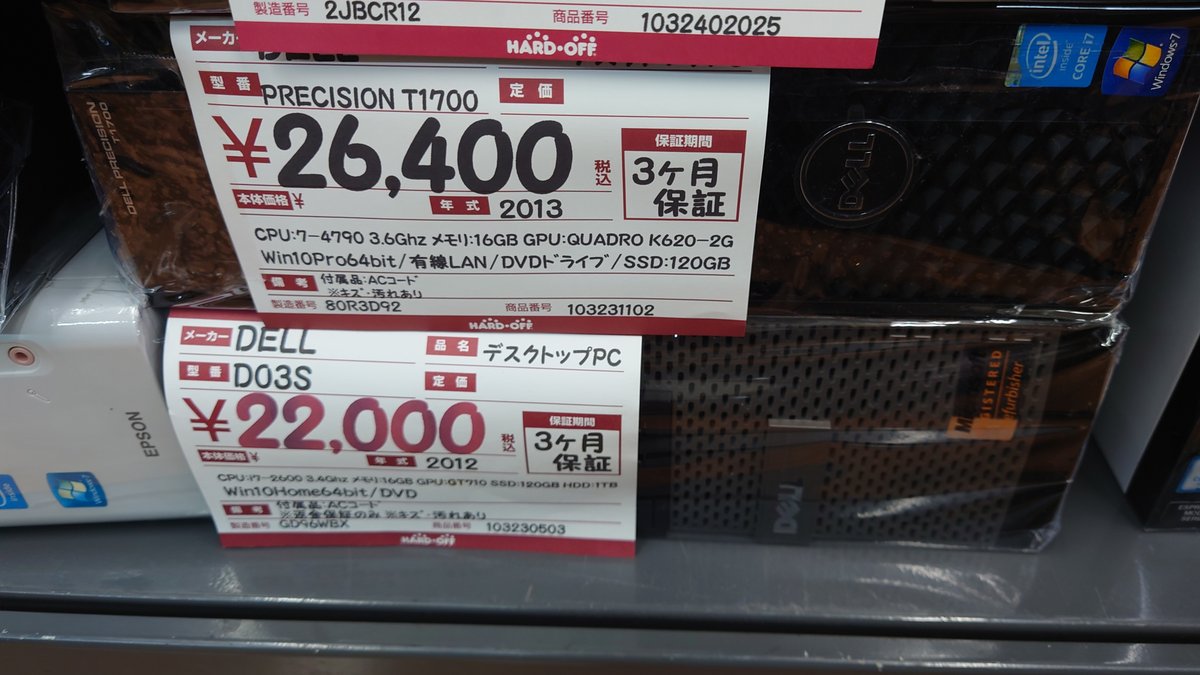 製造番号 2JBCR12 商品番号 1032402025
HARD・OFF
intel inside CORE i7
Windows 7
メーカー DELL
型番 PRECISION T1700 定価
¥26,400 税込
保証期間
3ヶ月
保証
本体価格 ¥ 年式 2013
CPU:i7-4790 3.6Ghz メモリ:16GB GPU:QUADRO K620-2G
Win10Pro64bit/有線LAN/DVDドライブ/SSD:120GB
備考 付属品:ACコード
※キズ・汚れあり
製造番号 80R3D92 商品番号 103231102
HARD・OFF
DELL PRECISION
T1700
DELL
メーカー DELL 品名 デスクトップPC
型番 D03S 定価
¥22,000 税込
保証期間
3ヶ月
保証
本体価格 ¥ 年式 2012
CPU:i7-2600 3.4Ghz メモリ:16GB GPU:GT710 SSD:120GB HDD:1TB
Win10Home64bit/DVD
備考 付属品:ACコード
※返金保証のみ ※キズ・汚れあり
製造番号 GD96WBX 商品番号 103230503
HARD・OFF
DELL
EPSON
Windows